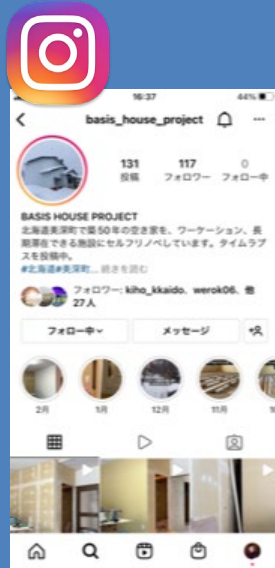 16:37
44%
basis_house_project
131
117
0
投稿
フォロワー
フォロー中
BASIS HOUSE PROJECT
北海道美深町で築50年の空き家を、ワーケーション、長
期滞在できる施設にセルフリノベしています。タイムラプ
スを投稿中。
#北海道#美深町... 続きを読む
フォロワー: kiho_kkaido、werok06、他
27人
フォロー中
メッセージ
2月
1月
12月
11月